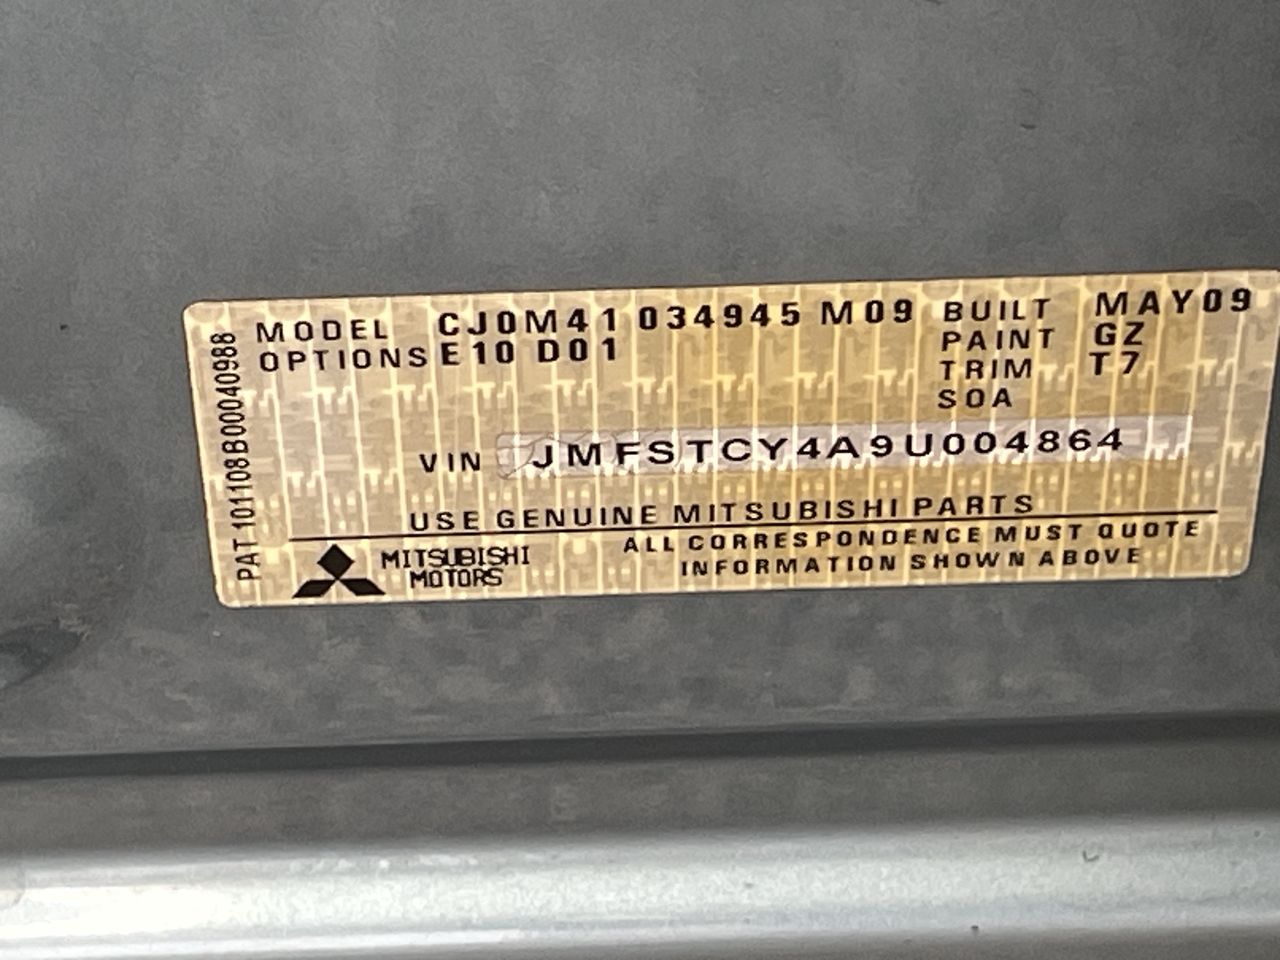 MODEL CJ0M41 034945 M09 BUILT MAY09
OPTIONS E10 D01 PAINT GZ
TRIM T7
SOA
VIN JMFSTCY4A9U004864
USE GENUINE MITSUBISHI PARTS
MITSUBISHI MOTORS
ALL CORRESPONDENCE MUST QUOTE
INFORMATION SHOWN ABOVE
PAT 101108B00040988